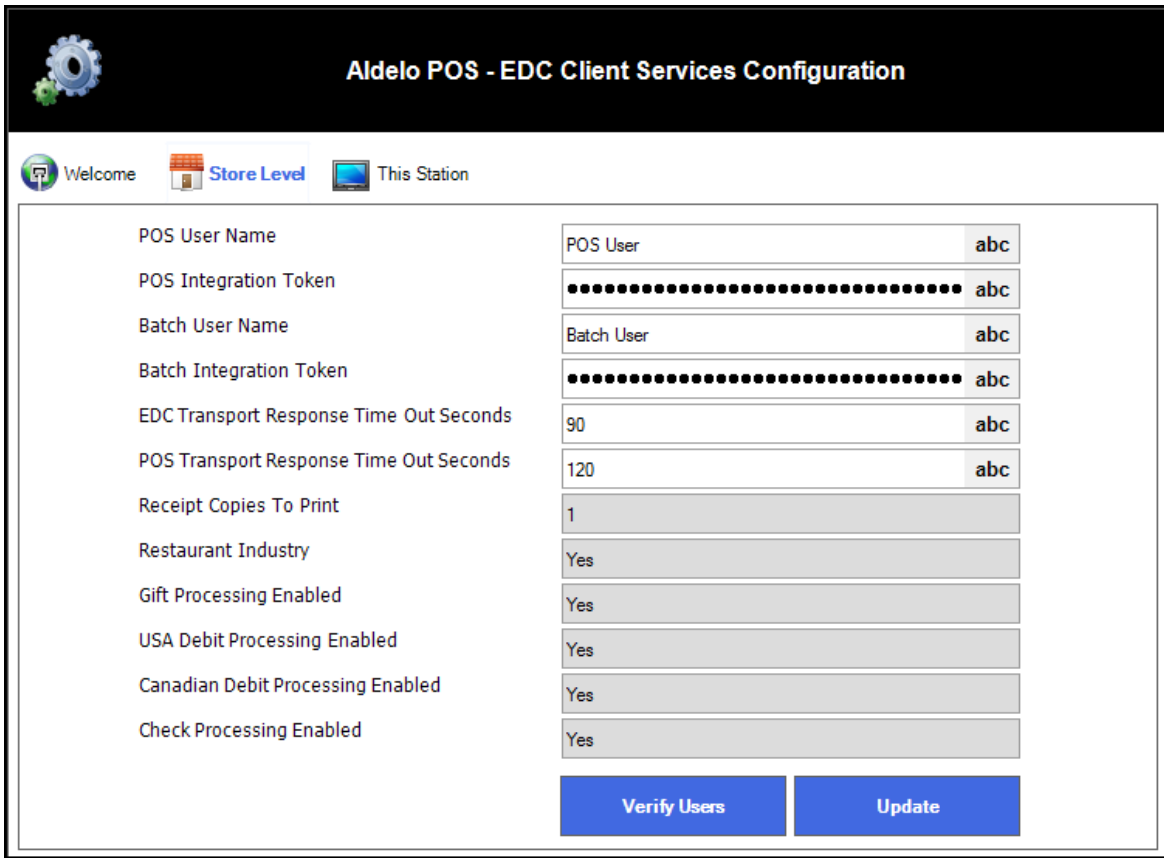 Aldelo POS - EDC Client Services Configuration
Welcome Store Level This Station
POS User Name POS User abc
POS Integration Token ●●●●●●●●●●●●●●●●●●●●●●●●●●●●●●●● abc
Batch User Name Batch User abc
Batch Integration Token ●●●●●●●●●●●●●●●●●●●●●●●●●●●●●●●● abc
EDC Transport Response Time Out Seconds 90 abc
POS Transport Response Time Out Seconds 120 abc
Receipt Copies To Print 1
Restaurant Industry Yes
Gift Processing Enabled Yes
USA Debit Processing Enabled Yes
Canadian Debit Processing Enabled Yes
Check Processing Enabled Yes
Verify Users Update